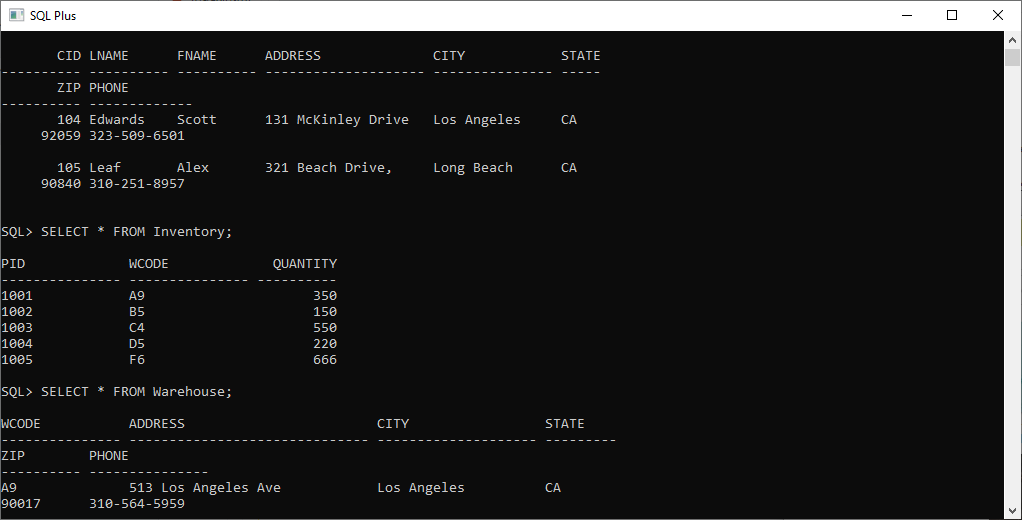 SQL Plus
CID LNAME FNAME ADDRESS CITY STATE
---------- ---------- ---------- -------------------- --------------- -----
ZIP PHONE
---------- -------------
104 Edwards Scott 131 McKinley Drive Los Angeles CA
92059 323-509-6501
105 Leaf Alex 321 Beach Drive, Long Beach CA
90840 310-251-8957
SQL> SELECT * FROM Inventory;
PID WCODE QUANTITY
--------------- --------------- ----------
1001 A9 350
1002 B5 150
1003 C4 550
1004 D5 220
1005 F6 666
SQL> SELECT * FROM Warehouse;
WCODE ADDRESS CITY STATE
--------------- ------------------------------ -------------------- ---------
ZIP PHONE
---------- ---------------
A9 513 Los Angeles Ave Los Angeles CA
90017 310-564-5959